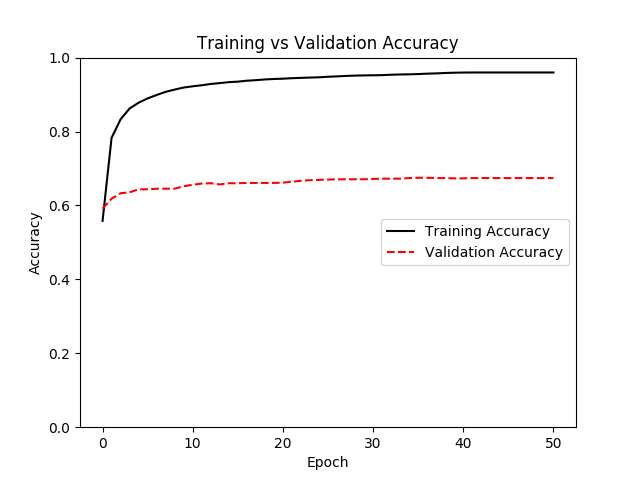 Training vs Validation Accuracy
1.0
0.8
0.6
0.4
0.2
0.0
Accuracy
Training Accuracy
Validation Accuracy
0 10 20 30 40 50
Epoch